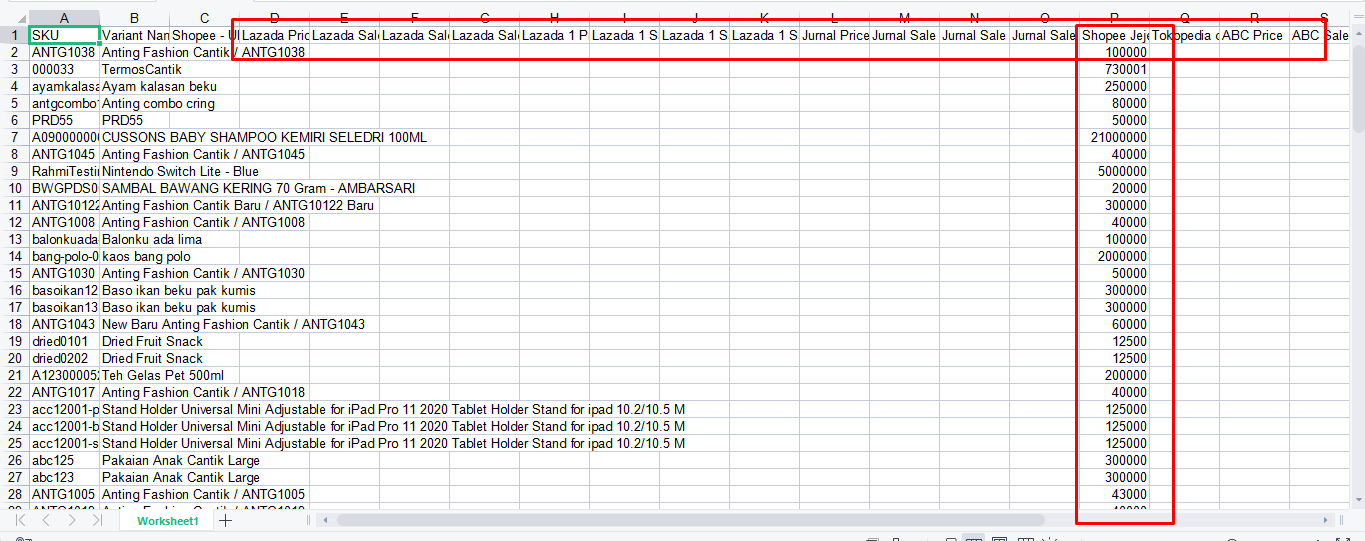 A B C D E F G H I J K L M N O P Q R S
1 SKU Variant Nam Shopee - U Lazada Pric Lazada Sale Lazada Sale Lazada Sale Lazada 1 P Lazada 1 S Lazada 1 S Lazada 1 S Jurnal Price Jurnal Sale Jurnal Sale Jurnal Sale Shopee Jeje Tokopedia ABC Price ABC Sale
2 ANTG1038 Anting Fashion Cantik / ANTG1038 100000
3 000033 TermosCantik 730001
4 ayamkalasa Ayam kalasan beku 250000
5 antgcombo Anting combo cring 80000
6 PRD55 PRD55 50000
7 A090000000 CUSSONS BABY SHAMPOO KEMIRI SELEDRI 100ML 21000000
8 ANTG1045 Anting Fashion Cantik / ANTG1045 40000
9 RahmiTestin Nintendo Switch Lite - Blue 5000000
10 BWGPDS0 SAMBAL BAWANG KERING 70 Gram - AMBARSARI 20000
11 ANTG10122 Anting Fashion Cantik Baru / ANTG10122 Baru 300000
12 ANTG1008 Anting Fashion Cantik / ANTG1008 40000
13 balonkuada Balonku ada lima 100000
14 bang-polo-0 kaos bang polo 2000000
15 ANTG1030 Anting Fashion Cantik / ANTG1030 50000
16 basoikan12 Baso ikan beku pak kumis 300000
17 basoikan13 Baso ikan beku pak kumis 300000
18 ANTG1043 New Baru Anting Fashion Cantik / ANTG1043 60000
19 dried0101 Dried Fruit Snack 12500
20 dried0202 Dried Fruit Snack 12500
21 A12300005 Teh Gelas Pet 500ml 200000
22 ANTG1017 Anting Fashion Cantik / ANTG1018 40000
23 acc12001-p Stand Holder Universal Mini Adjustable for iPad Pro 11 2020 Tablet Holder Stand for ipad 10.2/10.5 M 125000
24 acc12001-b Stand Holder Universal Mini Adjustable for iPad Pro 11 2020 Tablet Holder Stand for ipad 10.2/10.5 M 125000
25 acc12001-s Stand Holder Universal Mini Adjustable for iPad Pro 11 2020 Tablet Holder Stand for ipad 10.2/10.5 M 125000
26 abc125 Pakaian Anak Cantik Large 300000
27 abc123 Pakaian Anak Cantik Large 300000
28 ANTG1005 Anting Fashion Cantik / ANTG1005 43000
Worksheet1